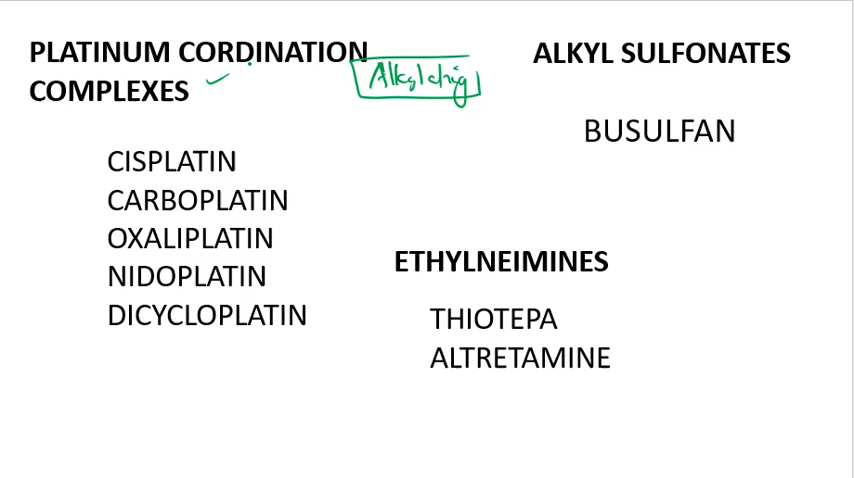 PLATINUM CORDINATION
COMPLEXES
Alkylating
CISPLATIN
CARBOPLATIN
OXALIPLATIN
NIDOPLATIN
DICYCLOPLATIN
ALKYL SULFONATES
BUSULFAN
ETHYLNEIMINES
THIOTEPA
ALTRETAMINE